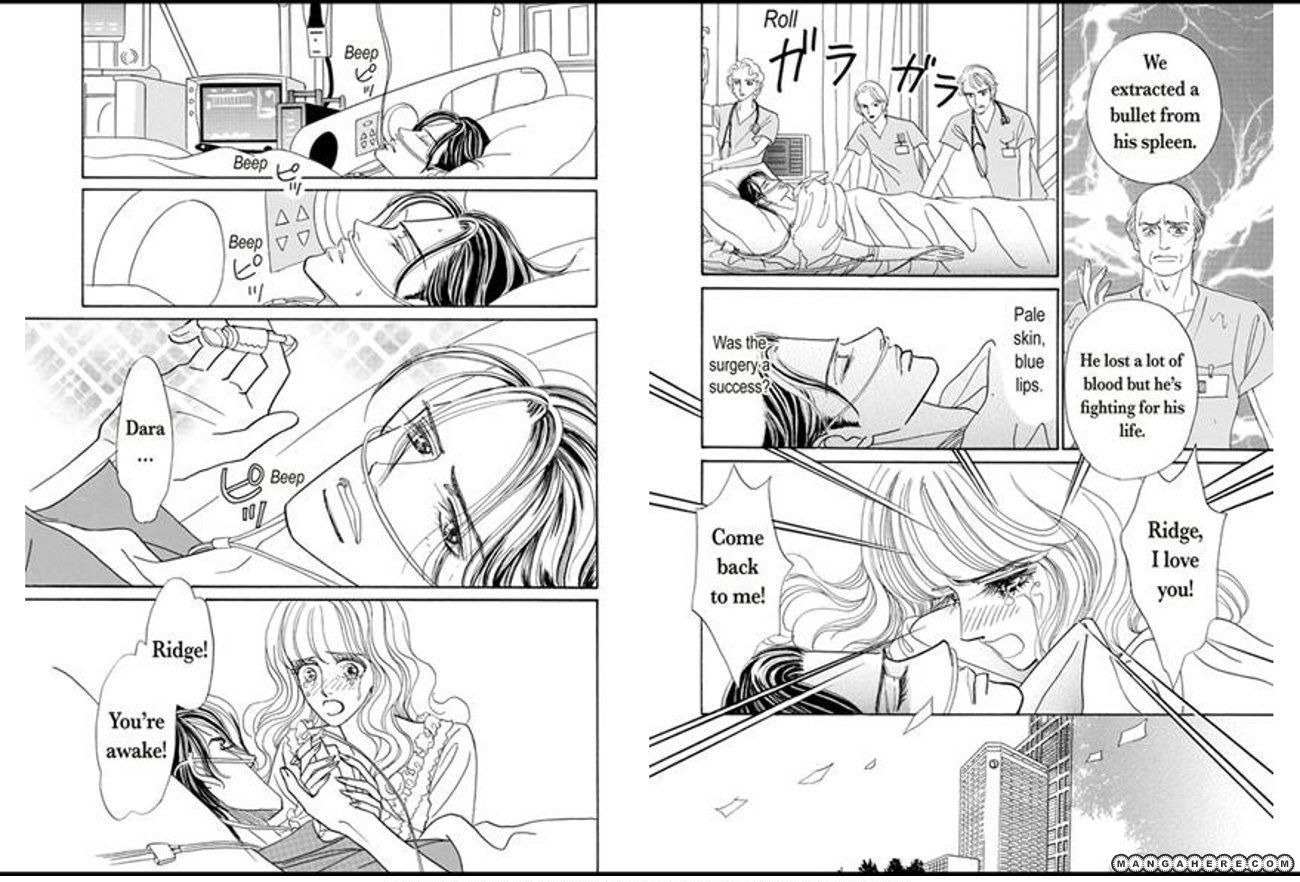 We
extracted a
bullet from
his spleen.
He lost a lot of
blood but he's
fighting for his
life.
Roll
ガラ
ガラ
Pale
skin,
blue
lips.
Was the
surgery a
success?
Ridge,
I love
you!
Come
back
to me!
Beep
ピッ
Beep
ピッ
Beep
ピッ
Dara
...
Beep
ピッ
Ridge!
You're
awake!
MANGAHERE.COM